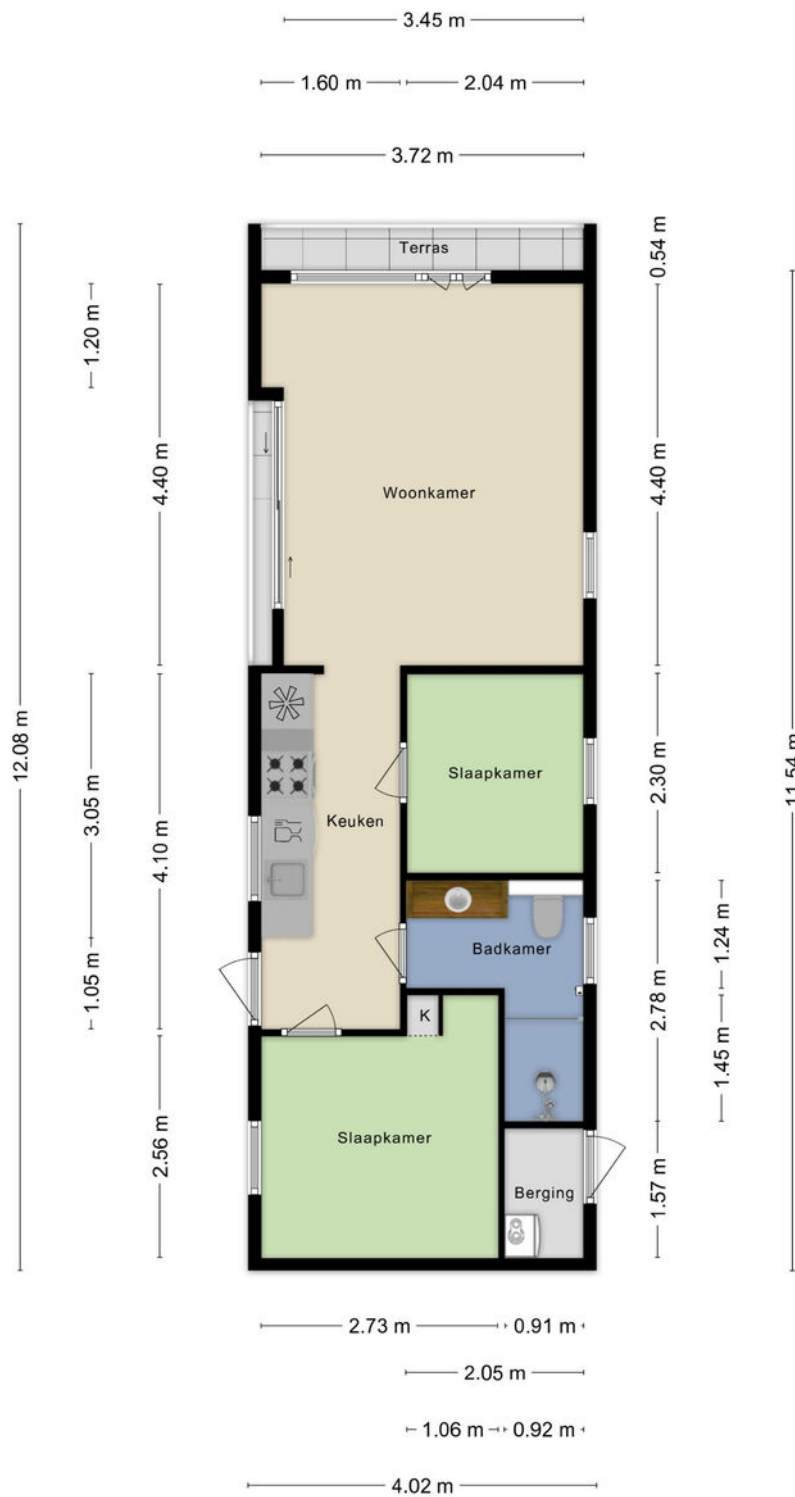 3.45 m
1.60 m 2.04 m
3.72 m
0.54 m
Terras
1.20 m
4.40 m
4.40 m
Woonkamer
12.08 m
11.54 m
3.05 m
4.10 m
2.30 m
Slaapkamer
Keuken
1.05 m
Badkamer
1.24 m
2.78 m
K
1.45 m
2.56 m
Slaapkamer
Berging
1.57 m
2.73 m 0.91 m
2.05 m
1.06 m 0.92 m
4.02 m